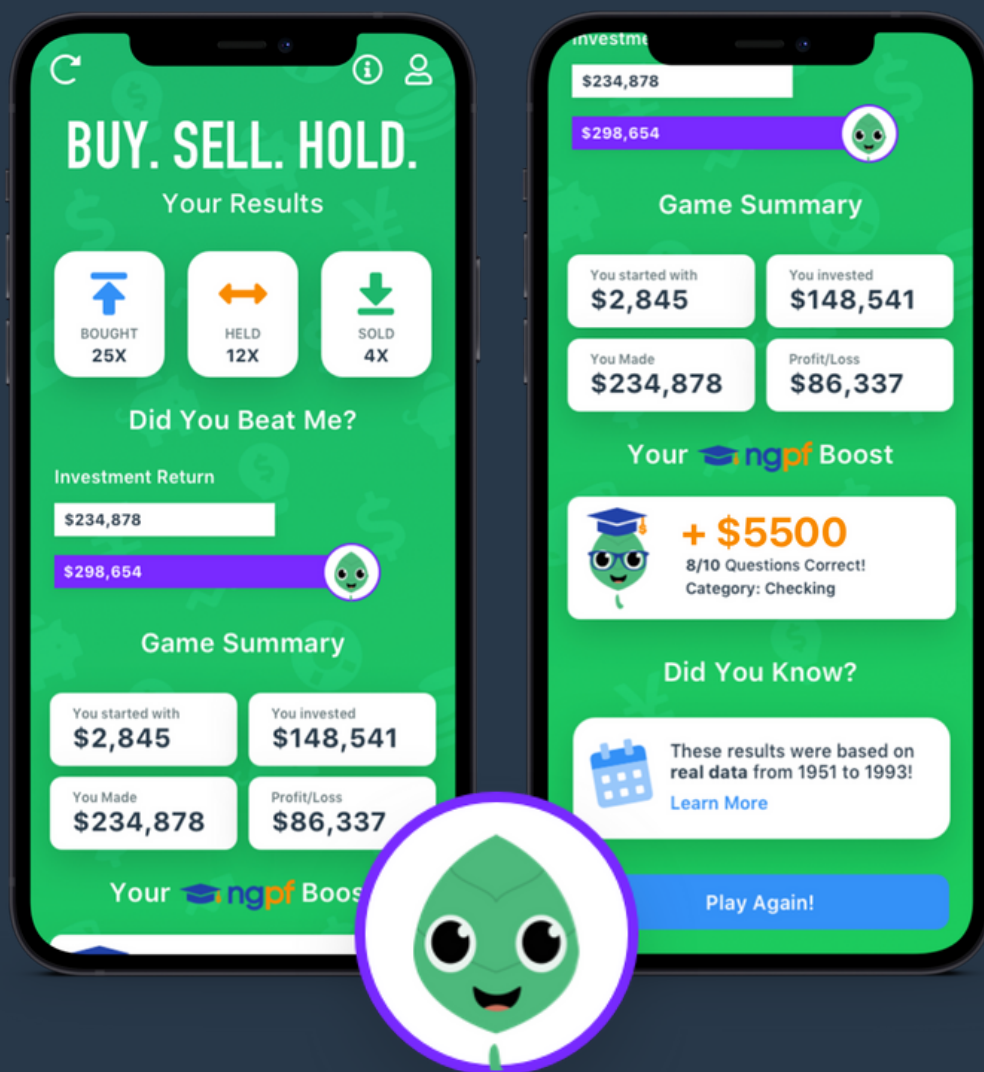 BUY. SELL. HOLD.
Your Results
BOUGHT
25X
HELD
12X
SOLD
4X
Did You Beat Me?
Investment Return
$234,878
$298,654
Game Summary
You started with
$2,845
You invested
$148,541
You Made
$234,878
Profit/Loss
$86,337
Your ngpf Boos
Investme
$234,878
$298,654
Game Summary
You started with
$2,845
You invested
$148,541
You Made
$234,878
Profit/Loss
$86,337
Your ngpf Boost
+ $5500
8/10 Questions Correct!
Category: Checking
Did You Know?
These results were based on
real data from 1951 to 1993!
Learn More
Play Again!